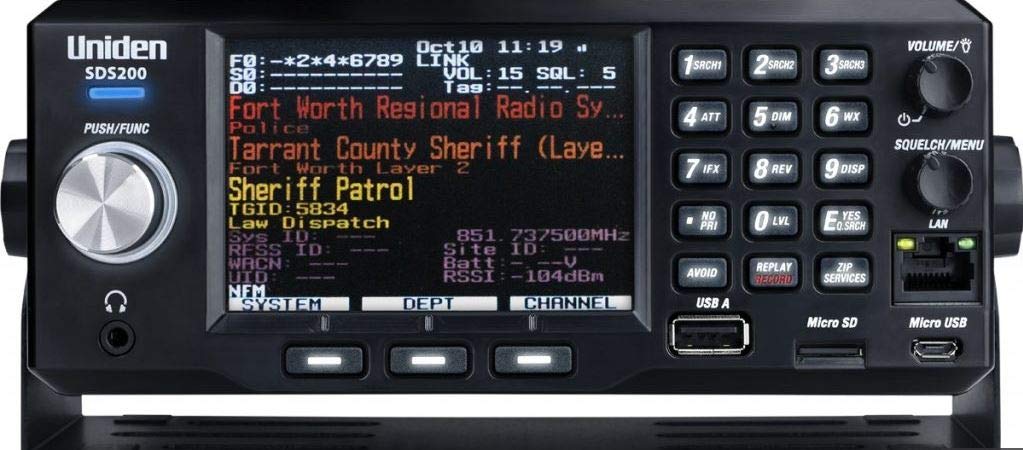 Uniden
SDS200
PUSH/FUNC
Oct10 11:19
F0:-*2*4*6789 LINK
S0:---------- VOL:15 SQL: 5
D0:---------- Tag:--.--.---
Fort Worth Regional Radio Sy...
Police
Tarrant County Sheriff (Laye...
Fort Worth Layer 2
Sheriff Patrol
TGID:5834
Law Dispatch
Sys ID: --- 851.737500MHz
RFSS ID: --- Site ID: ---
WACN: --- Batt:-.--V
UID: --- RSSI:-104dBm
NFM
SYSTEM DEPT CHANNEL
1 SRCH1 2 SRCH2 3 SRCH3
4 ATT 5 DIM 6 WX
7 IFX 8 REV 9 DISP
. NO PRI 0 LVL E YES Q.SRCH
AVOID REPLAY RECORD ZIP SERVICES
VOLUME/
SQUELCH/MENU
LAN
USB A
Micro SD
Micro USB